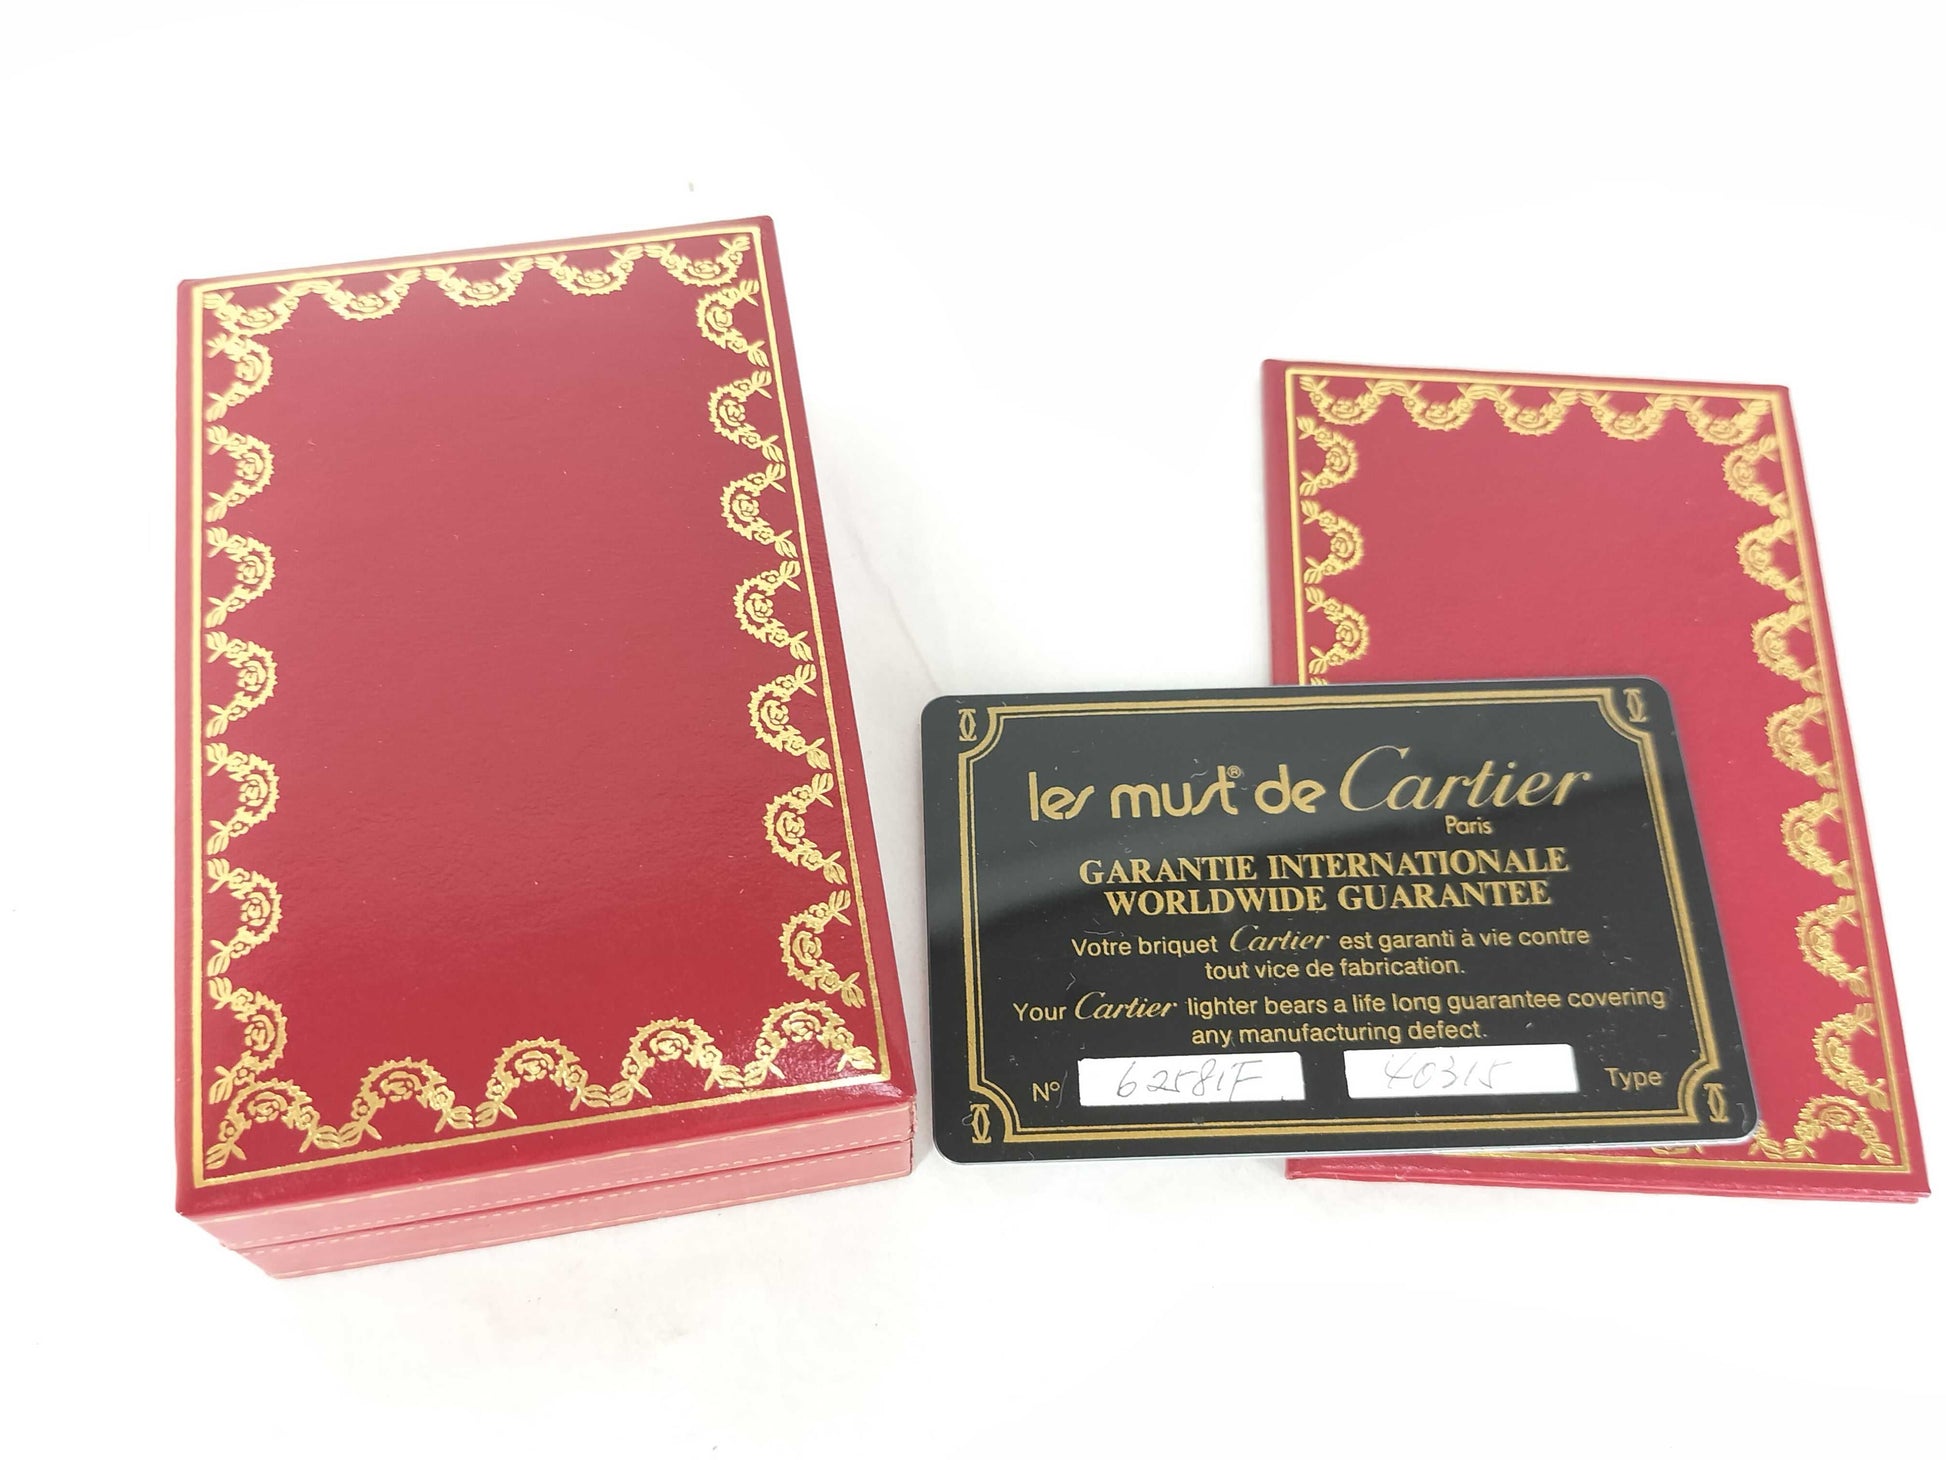 les must® de Cartier
Paris
GARANTIE INTERNATIONALE
WORLDWIDE GUARANTEE
Votre briquet Cartier est garanti à vie contre
tout vice de fabrication.
Your Cartier lighter bears a life long guarantee covering
any manufacturing defect.
Nº 62581F 40315 Type